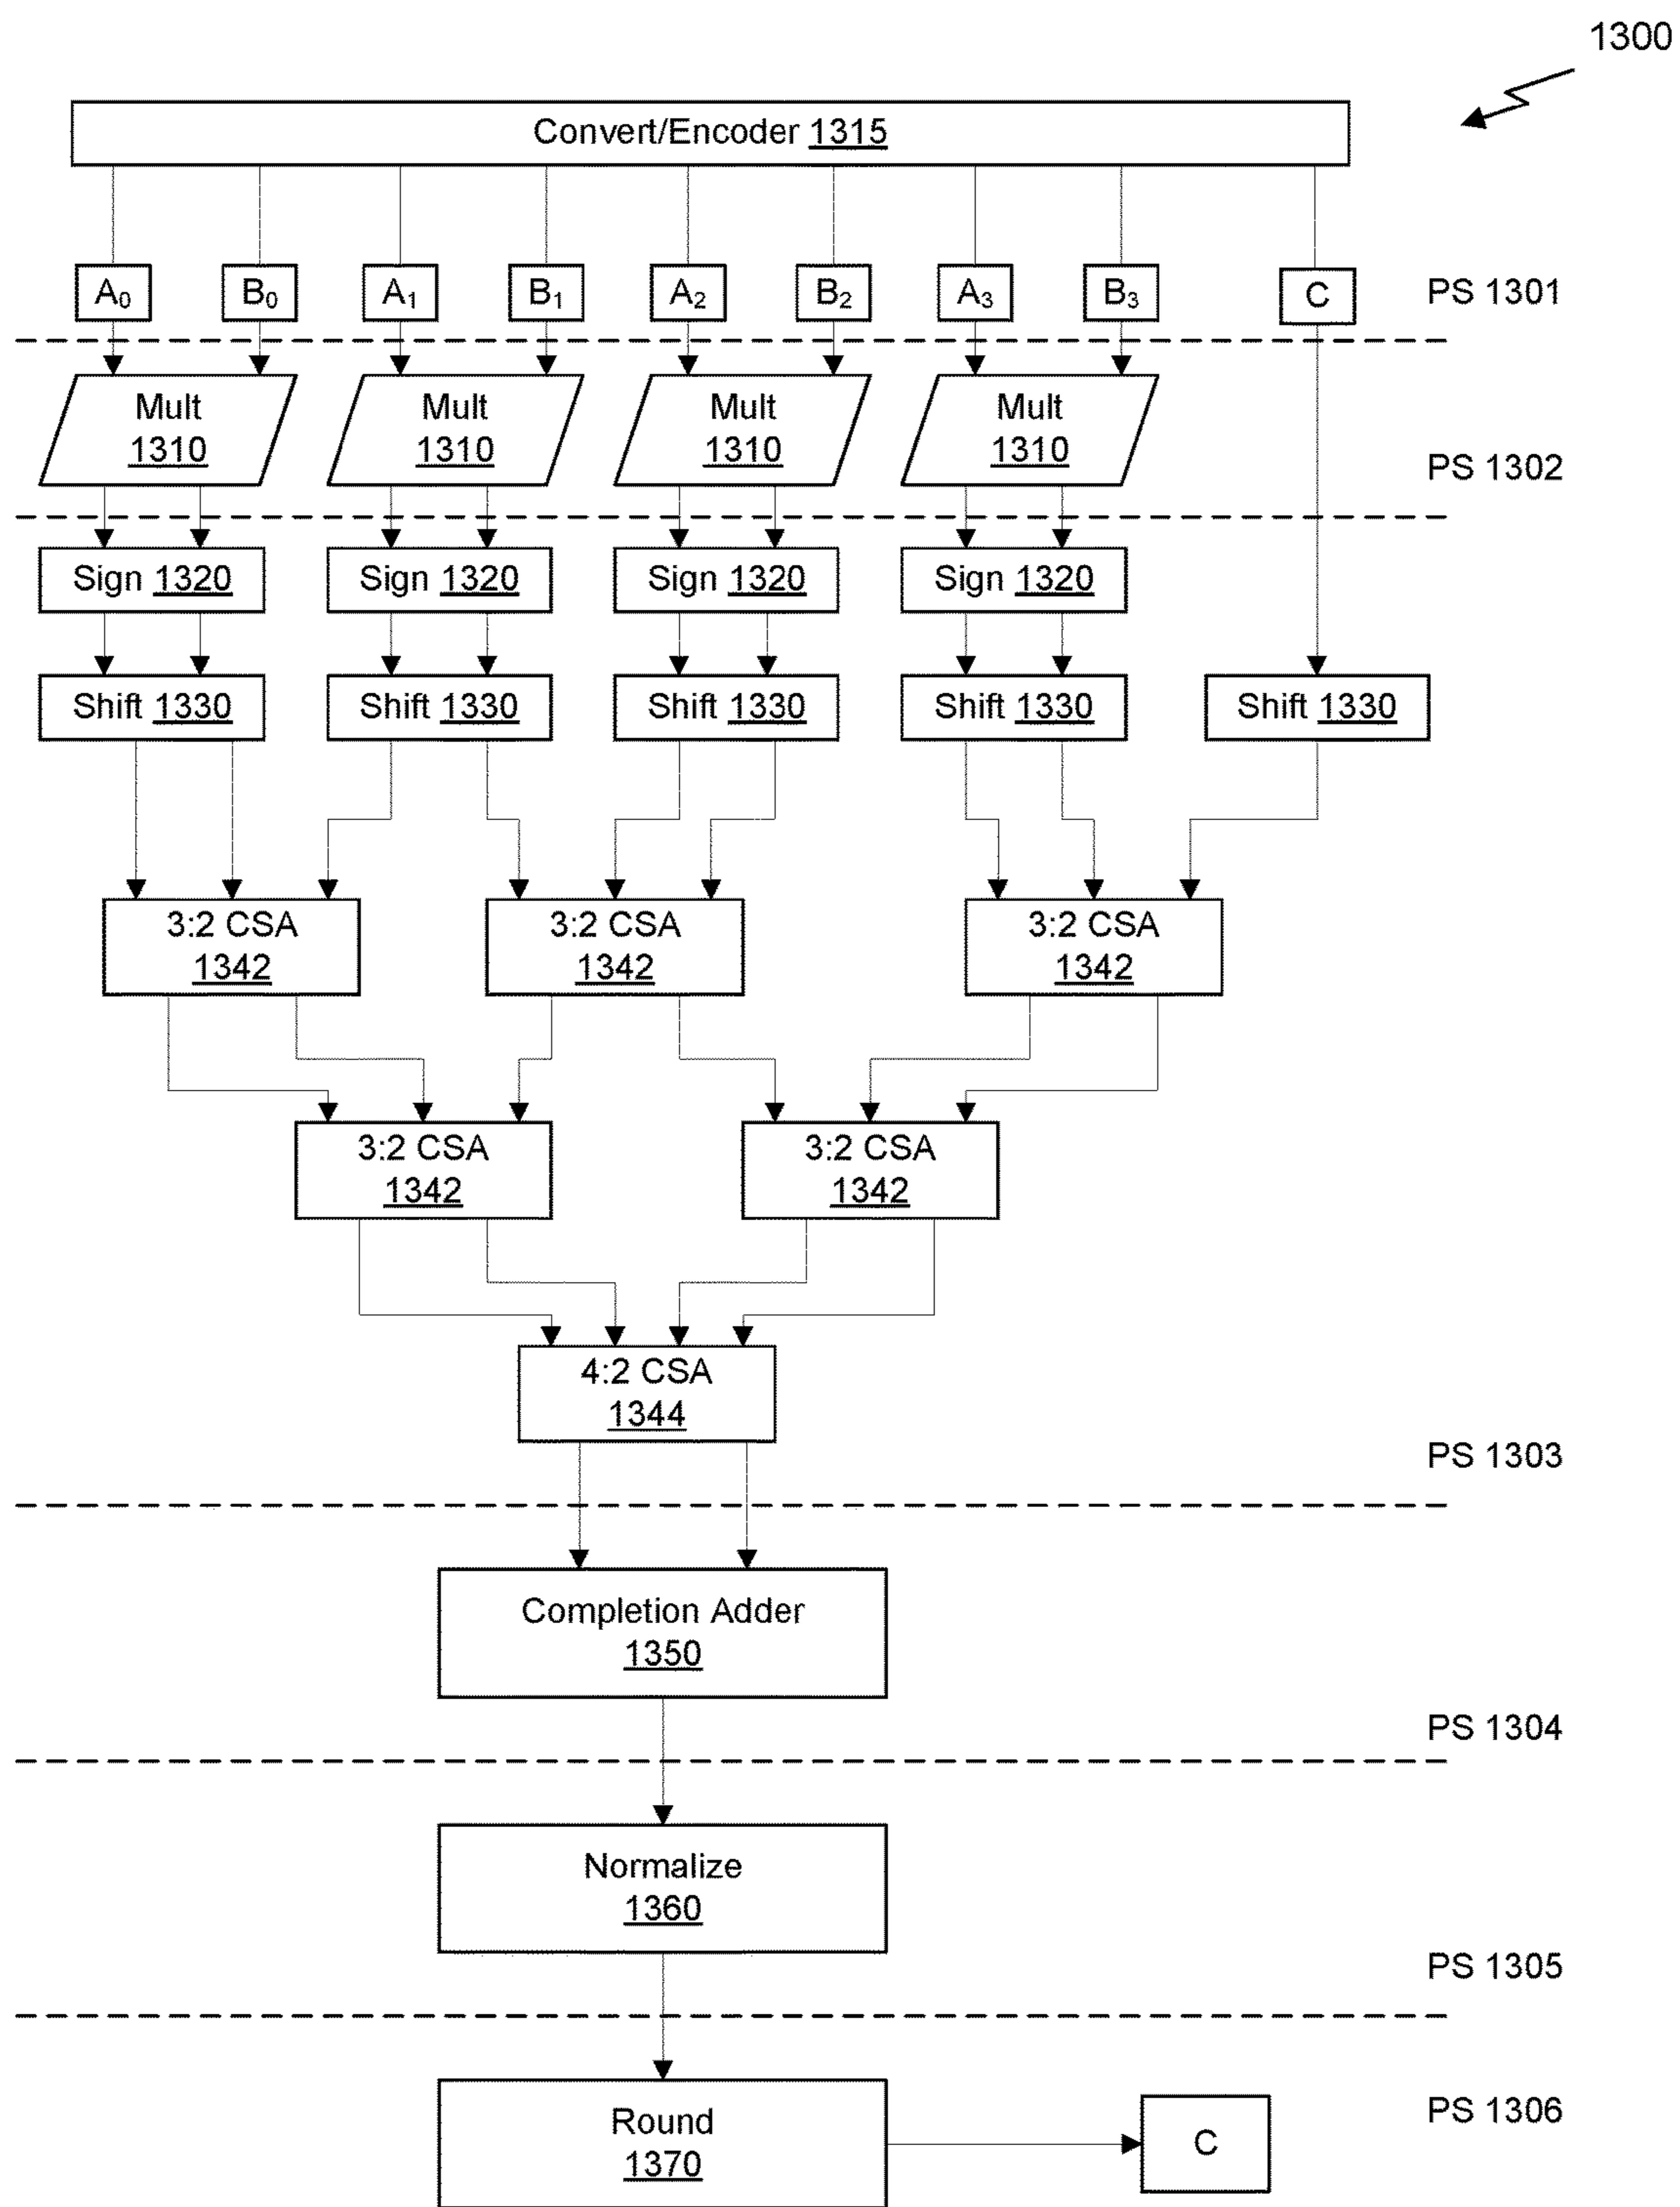 1300
Convert/Encoder 1315
A₀ B₀ A₁ B₁ A₂ B₂ A₃ B₃ C PS 1301
Mult Mult Mult Mult
1310 1310 1310 1310
PS 1302
Sign 1320 Sign 1320 Sign 1320 Sign 1320
Shift 1330 Shift 1330 Shift 1330 Shift 1330 Shift 1330
3:2 CSA 3:2 CSA 3:2 CSA
1342 1342 1342
3:2 CSA 3:2 CSA
1342 1342
4:2 CSA
1344
PS 1303
Completion Adder
1350
PS 1304
Normalize
1360
PS 1305
Round
1370
C
PS 1306